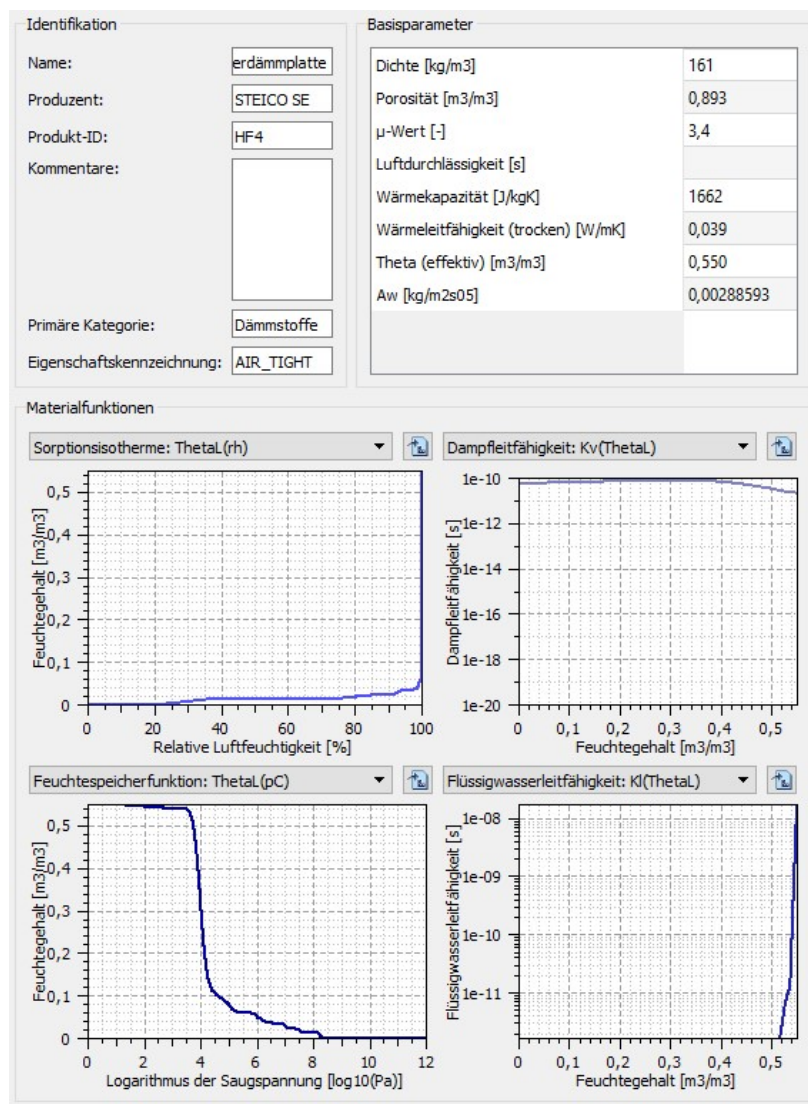 Identifikation
Name: erdämmplatte
Produzent: STEICO SE
Produkt-ID: HF4
Kommentare:
Primäre Kategorie: Dämmstoffe
Eigenschaftskennzeichnung: AIR_TIGHT
Basisparameter
Dichte [kg/m3] 161
Porosität [m3/m3] 0,893
µ-Wert [-] 3,4
Luftdurchlässigkeit [s]
Wärmekapazität [J/kgK] 1662
Wärmeleitfähigkeit (trocken) [W/mK] 0,039
Theta (effektiv) [m3/m3] 0,550
Aw [kg/m2s05] 0,00288593
Materialfunktionen
Sorptionsisotherme: ThetaL(rh)
Feuchtegehalt [m3/m3]
0,5
0,4
0,3
0,2
0,1
0
0 20 40 60 80 100
Relative Luftfeuchtigkeit [%]
Dampfleitfähigkeit: Kv(ThetaL)
Dampfleitfähigkeit [s]
1e-10
1e-12
1e-14
1e-16
1e-18
1e-20
0 0,1 0,2 0,3 0,4 0,5
Feuchtegehalt [m3/m3]
Feuchtespeicherfunktion: ThetaL(pC)
Feuchtegehalt [m3/m3]
0,5
0,4
0,3
0,2
0,1
0
0 2 4 6 8 10 12
Logarithmus der Saugspannung [log10(Pa)]
Flüssigwasserleitfähigkeit: Kl(ThetaL)
Flüssigwasserleitfähigkeit [s]
1e-08
1e-09
1e-10
1e-11
0 0,1 0,2 0,3 0,4 0,5
Feuchtegehalt [m3/m3]